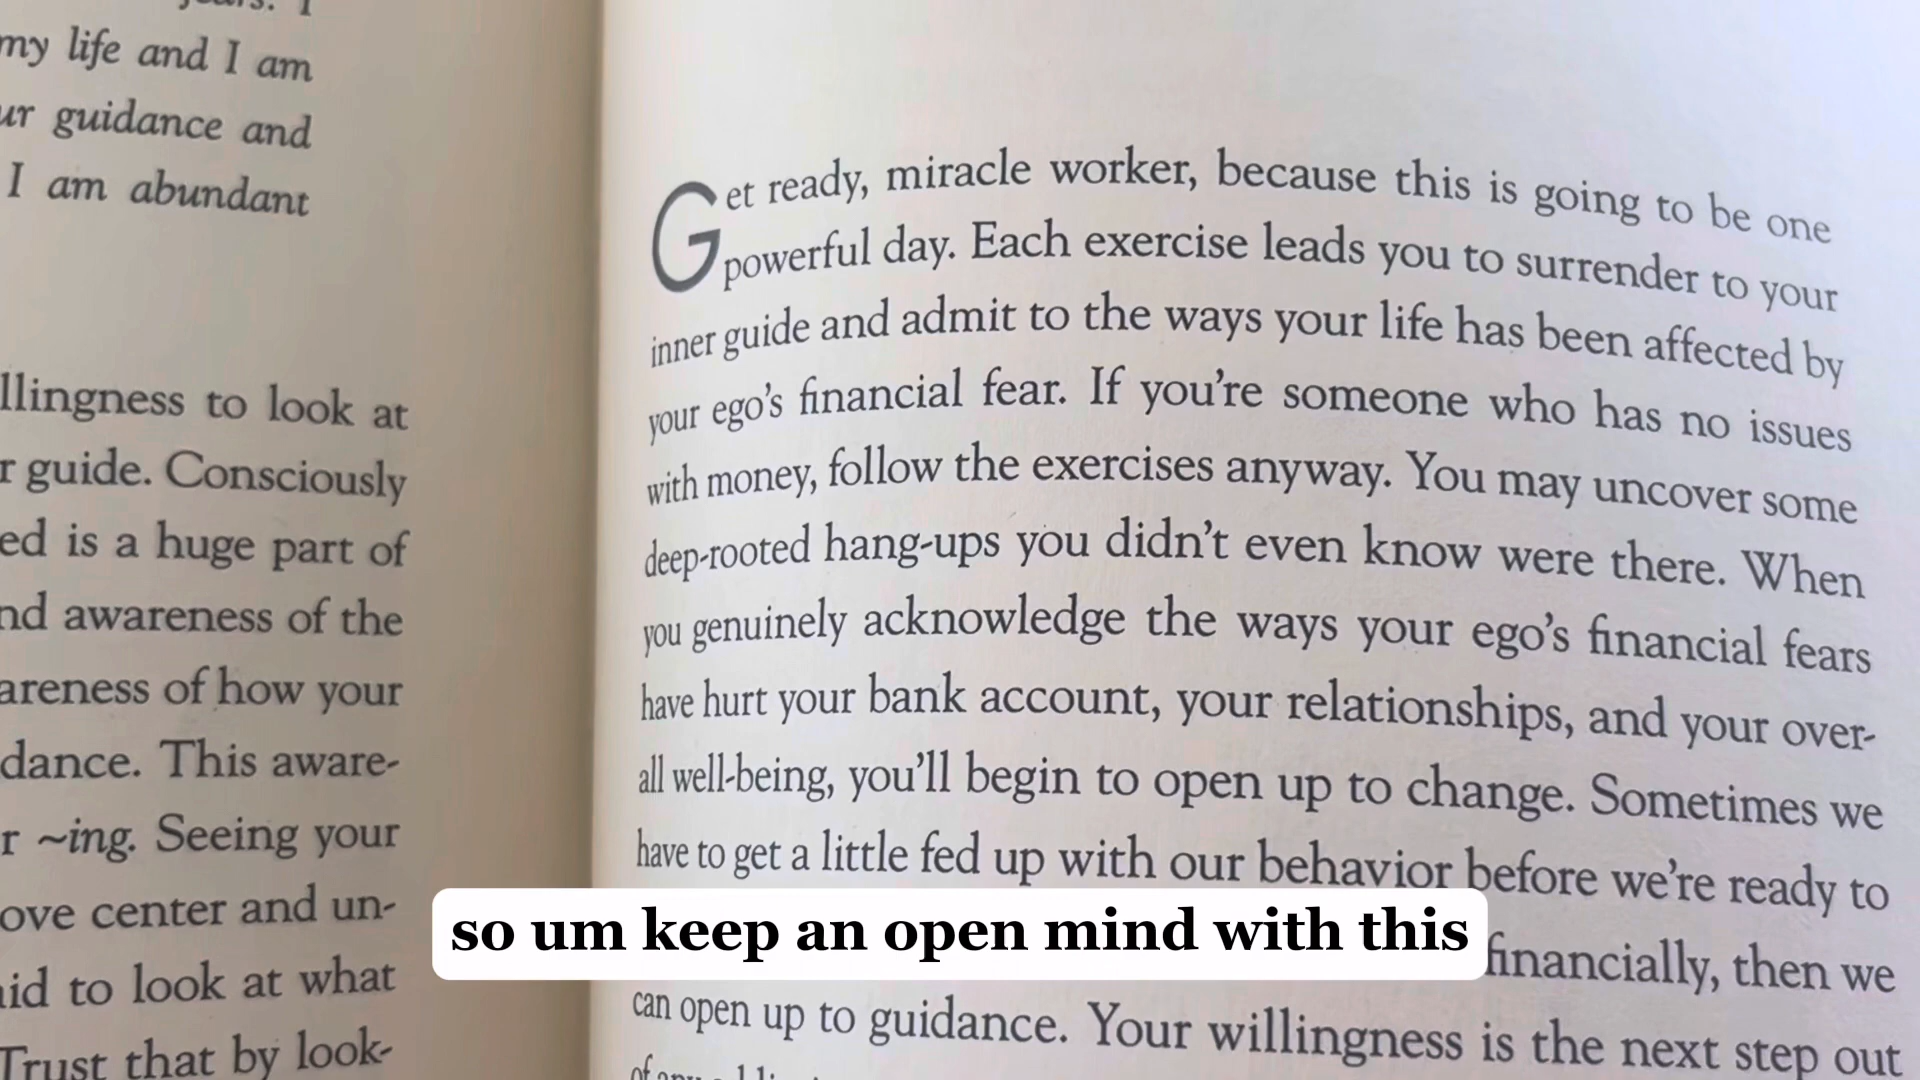 my life and I am
guidance and
I am abundant
to look at
guide. Consciously
is a huge part of
awareness of the
of how your
This aware-
~ing. Seeing your
center and un-
to look at what
Trust that by look-
Get ready, miracle worker, because this is going to be one
powerful day. Each exercise leads you to surrender to your
inner guide and admit to the ways your life has been affected by
your ego's financial fear. If you're someone who has no issues
with money, follow the exercises anyway. You may uncover some
deep-rooted hang-ups you didn't even know were there. When
you genuinely acknowledge the ways your ego's financial fears
have hurt your bank account, your relationships, and your over-
all well-being, you'll begin to open up to change. Sometimes we
have to get a little fed up with our behavior before we're ready to
financially, then we
can open up to guidance. Your willingness is the next step out
so um keep an open mind with this